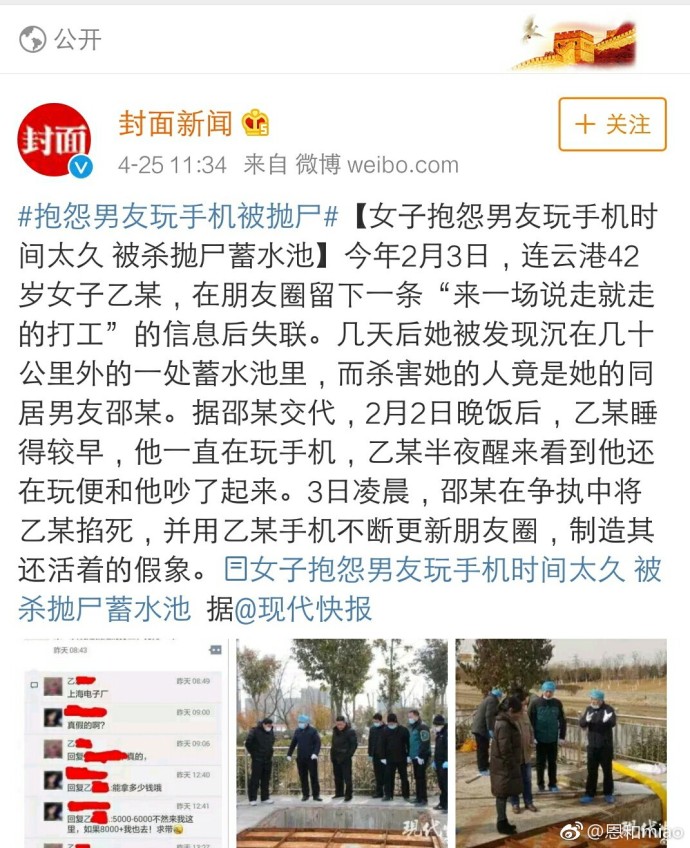 公开
封面
封面新闻
+ 关注
4-25 11:34 来自 微博 weibo.com
#抱怨男友玩手机被抛尸#【女子抱怨男友玩手机时
间太久 被杀抛尸蓄水池】今年2月3日，连云港42
岁女子乙某，在朋友圈留下一条“来一场说走就走
的打工”的信息后失联。几天后她被发现沉在几十
公里外的一处蓄水池里，而杀害她的人竟是她的同
居男友邵某。据邵某交代，2月2日晚饭后，乙某睡
得较早，他一直在玩手机，乙某半夜醒来看到他还
在玩便和他吵了起来。3日凌晨，邵某在争执中将
乙某掐死，并用乙某手机不断更新朋友圈，制造其
还活着的假象。女子抱怨男友玩手机时间太久 被
杀抛尸蓄水池 据@现代快报
昨天 08:43
乙 昨天 08:49
上海电子厂
昨天 09:00
真假的啊?
乙 昨天 09:06
回复 真的,
昨天 12:40
回复乙 :能拿多少钱哦
昨天 12:41
回复乙 :5000-6000不然来我这
里，如果8000+我也去！求带
现代
现代
@恩和miao